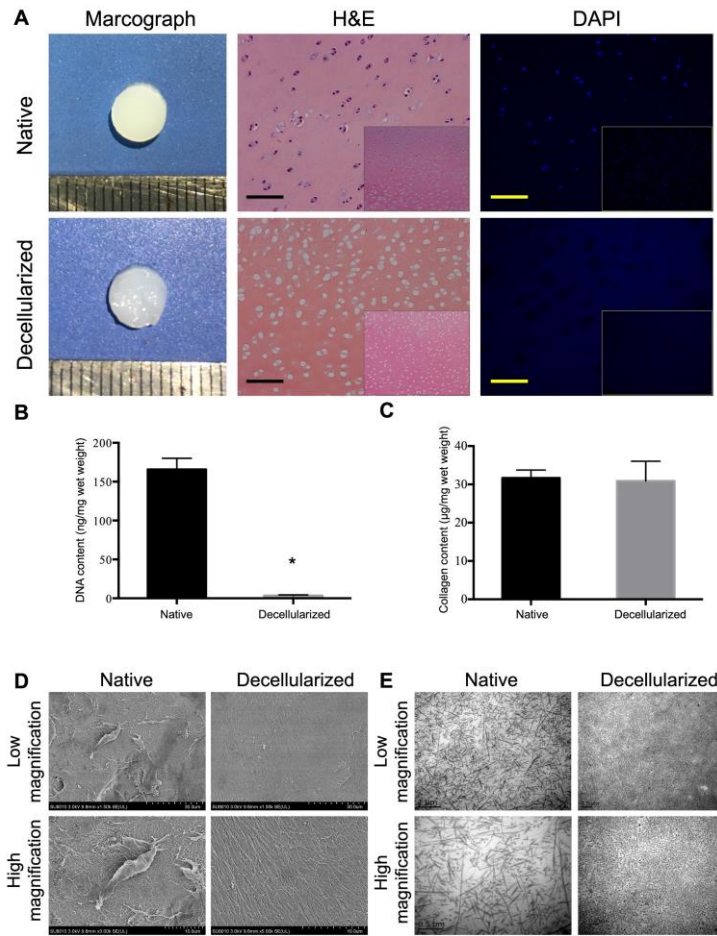 A
Marcograph
H&E
DAPI
Native
Decellularized
B
DNA content (ng/mg wet weight)
200
150
100
50
0
*
Native
Decellularized
C
Collagen content (µg/mg wet weight)
40
30
20
10
0
Native
Decellularized
D
Native
Decellularized
Low
magnification
High
magnification
E
Native
Decellularized
Low
magnification
High
magnification